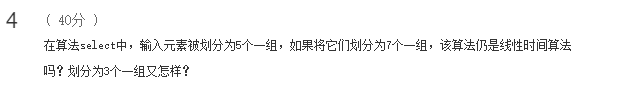 4 ( 40分 )
在算法select中，输入元素被划分为5个一组，如果将它们划分为7个一组，该算法仍是线性时间算法
吗？划分为3个一组又怎样？